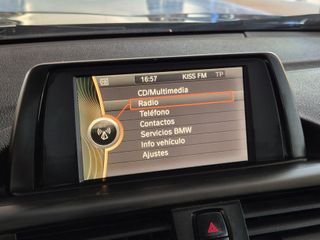 16:57 KISS FM TP
CD/Multimedia
Radio
Teléfono
Contactos
Servicios BMW
Info vehículo
Ajustes